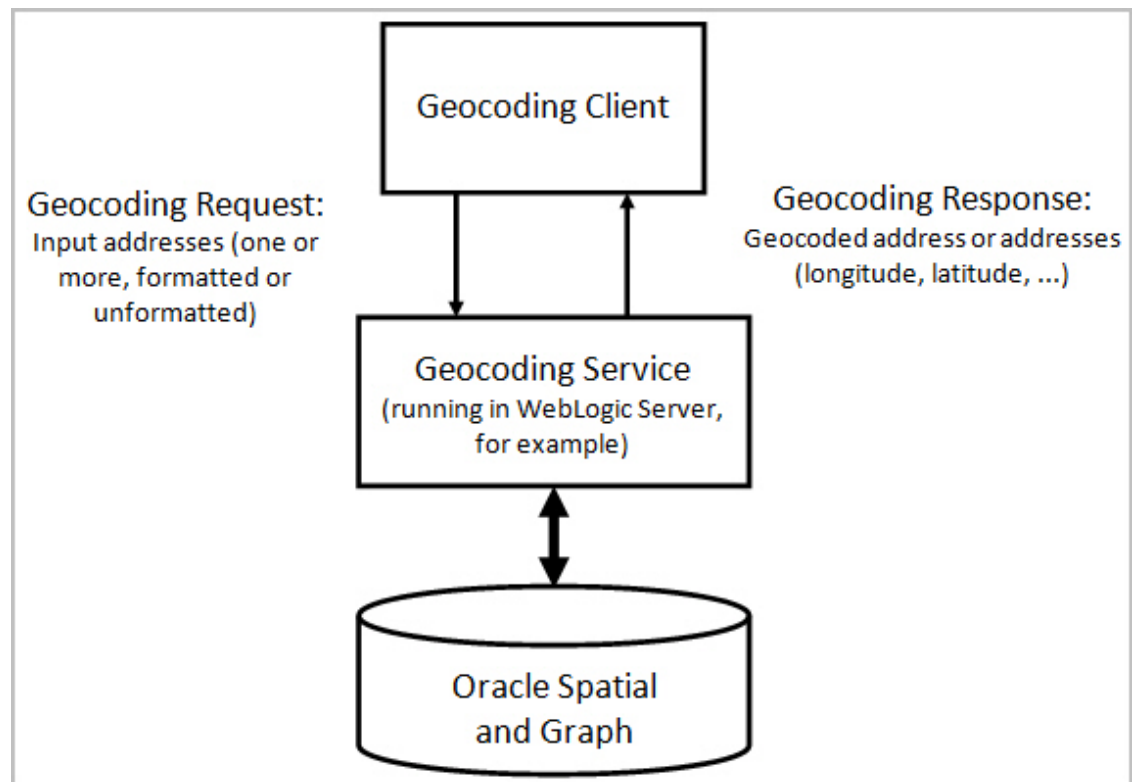 Geocoding Client
Geocoding Request:
Input addresses (one or
more, formatted or
unformatted)
Geocoding Response:
Geocoded address or addresses
(longitude, latitude, ...)
Geocoding Service
(running in WebLogic Server,
for example)
Oracle Spatial
and Graph